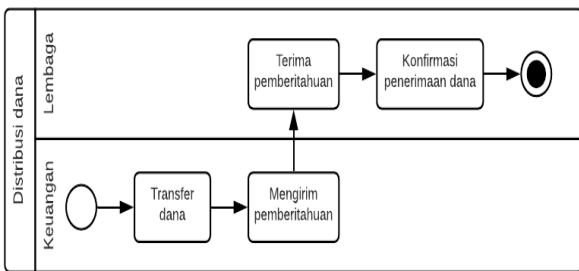 Distribusi dana
Lembaga
Terima
pemberitahuan
Konfirmasi
penerimaan dana
Keuangan
Transfer
dana
Mengirim
pemberitahuan